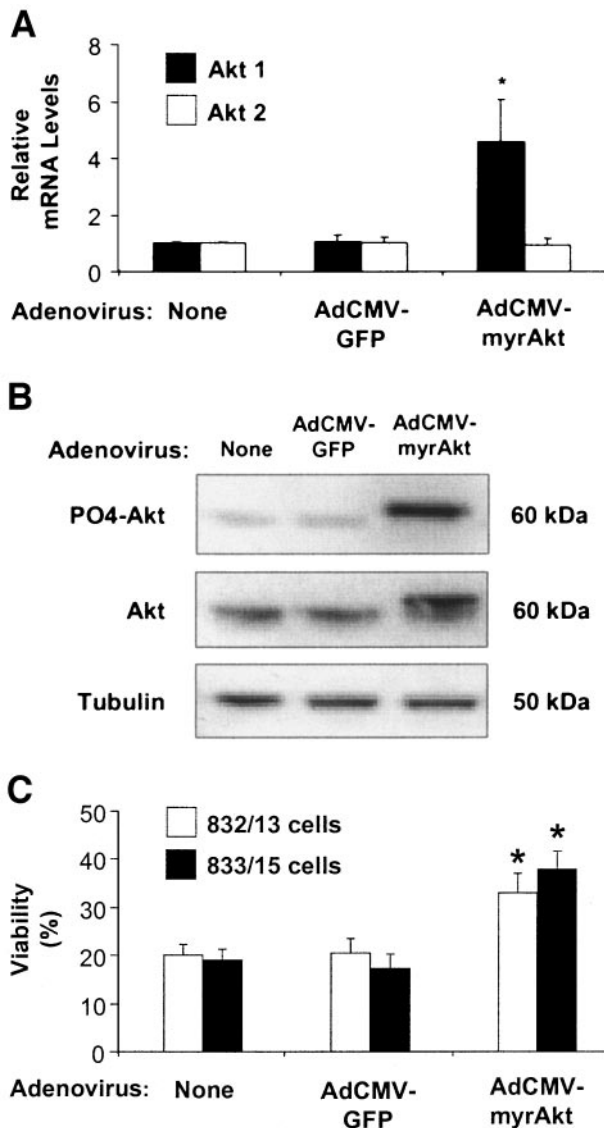 A
Relative
mRNA Levels
8
6
4
2
0
Akt 1
Akt 2
*
Adenovirus: None AdCMV-GFP AdCMV-myrAkt
B
Adenovirus: None AdCMV-GFP AdCMV-myrAkt
PO4-Akt 60 kDa
Akt 60 kDa
Tubulin 50 kDa
C
Viability
(%)
50
40
30
20
10
0
832/13 cells
833/15 cells
* *
Adenovirus: None AdCMV-GFP AdCMV-myrAkt